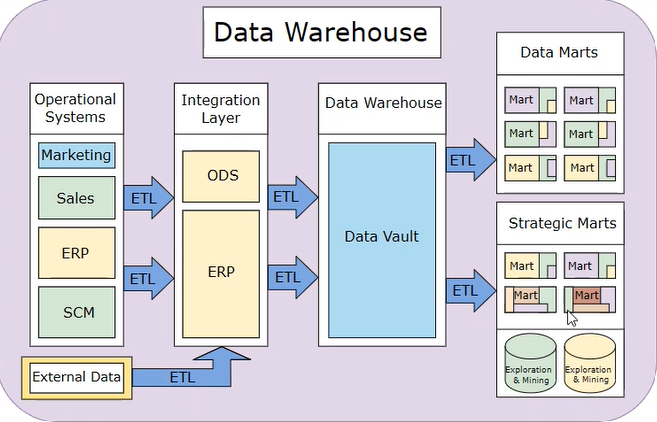 Data Warehouse
Operational
Systems
Marketing
Sales
ERP
SCM
External Data
ETL
ETL
ETL
Integration
Layer
ODS
ERP
ETL
ETL
Data Warehouse
Data Vault
ETL
ETL
Data Marts
Mart
Mart
Mart
Mart
Mart
Mart
Strategic Marts
Mart
Mart
Mart
Mart
Exploration
& Mining
Exploration
& Mining